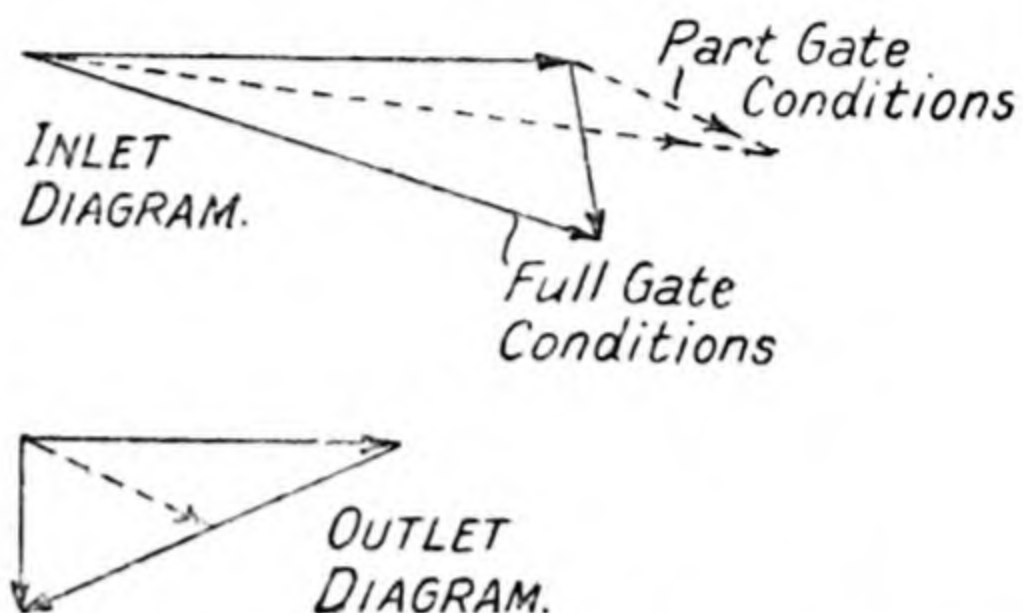 Part Gate
Conditions
INLET
DIAGRAM.
Full Gate
Conditions
OUTLET
DIAGRAM.